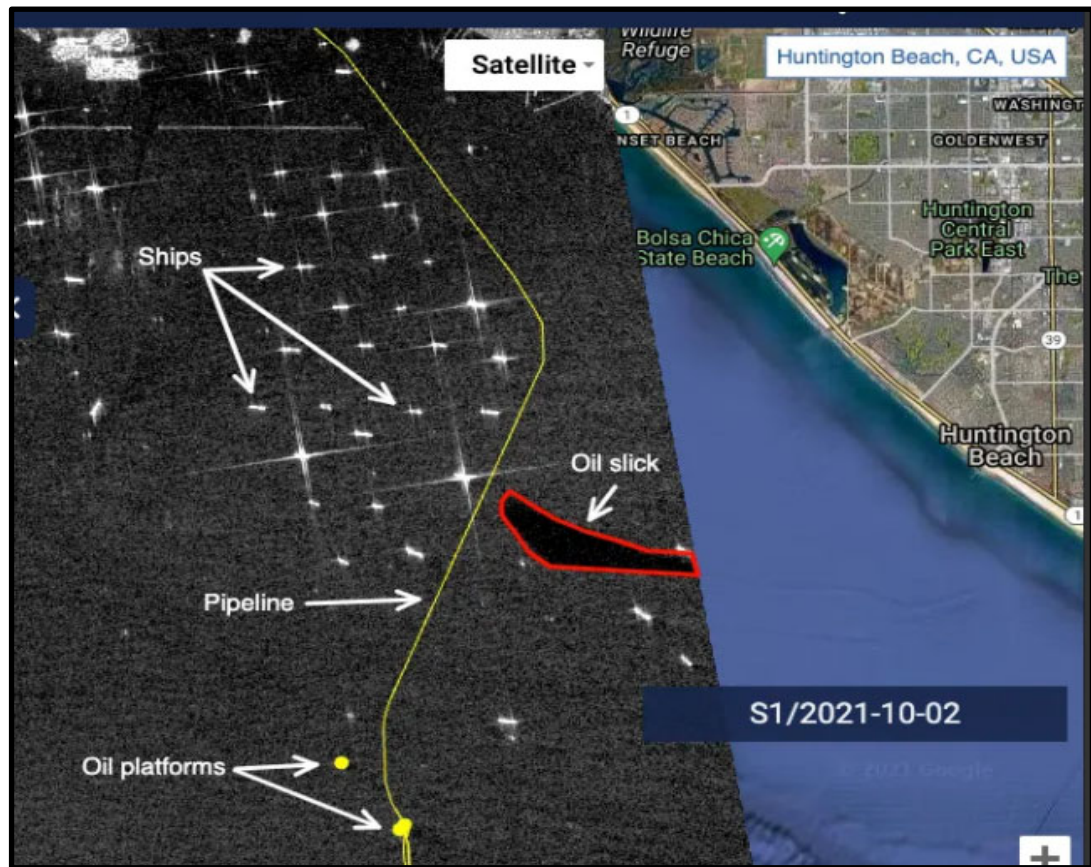 Wildlife
Refuge
Satellite
Huntington Beach, CA, USA
WASHINGT
1
NSET BEACH
GOLDENWEST
Huntington
Central
Park East
Bolsa Chica
State Beach
The
Ships
39
Huntington
Beach
Oil slick
1
Pipeline
S1/2021-10-02
Oil platforms
© 2021 Google
+